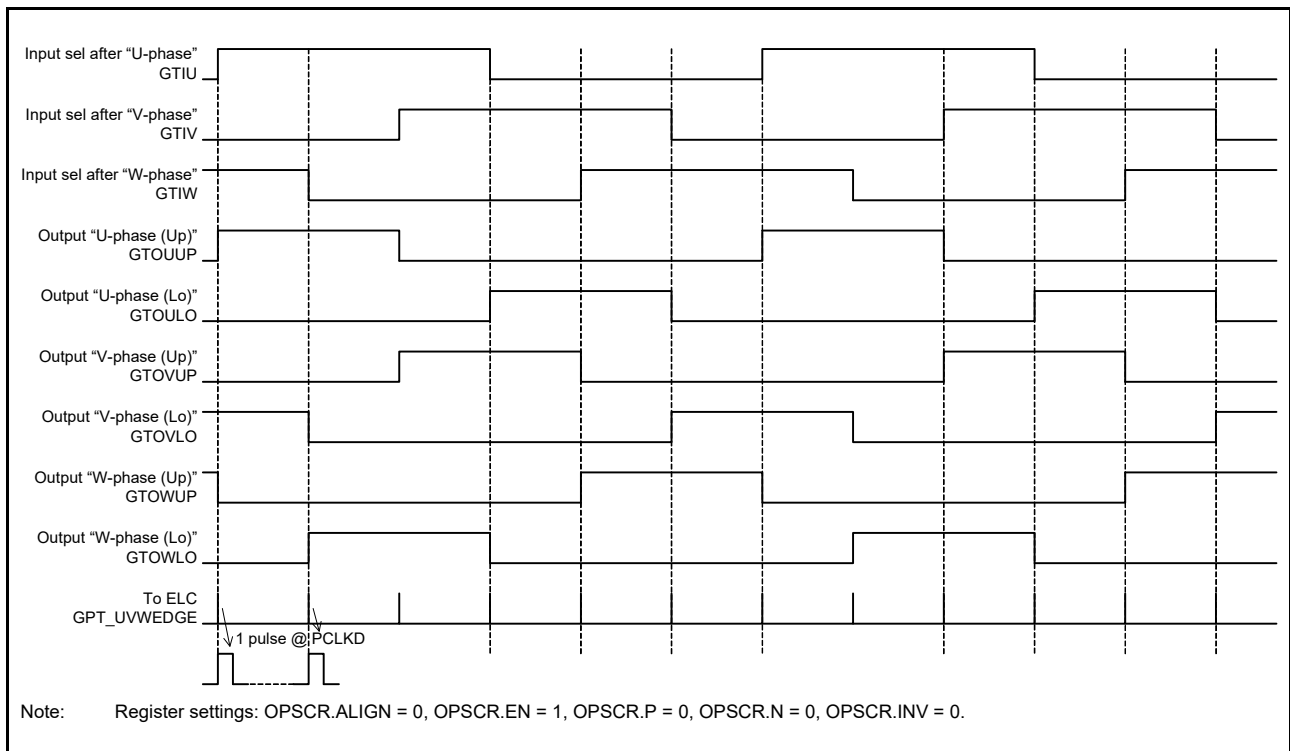 Input sel after “U-phase”
GTIU
Input sel after “V-phase”
GTIV
Input sel after “W-phase”
GTIW
Output “U-phase (Up)”
GTOUUP
Output “U-phase (Lo)”
GTOULO
Output “V-phase (Up)”
GTOVUP
Output “V-phase (Lo)”
GTOVLO
Output “W-phase (Up)”
GTOWUP
Output “W-phase (Lo)”
GTOWLO
To ELC
GPT_UVWEDGE
1 pulse @ PCLKD
Note: Register settings: OPSCR.ALIGN = 0, OPSCR.EN = 1, OPSCR.P = 0, OPSCR.N = 0, OPSCR.INV = 0.